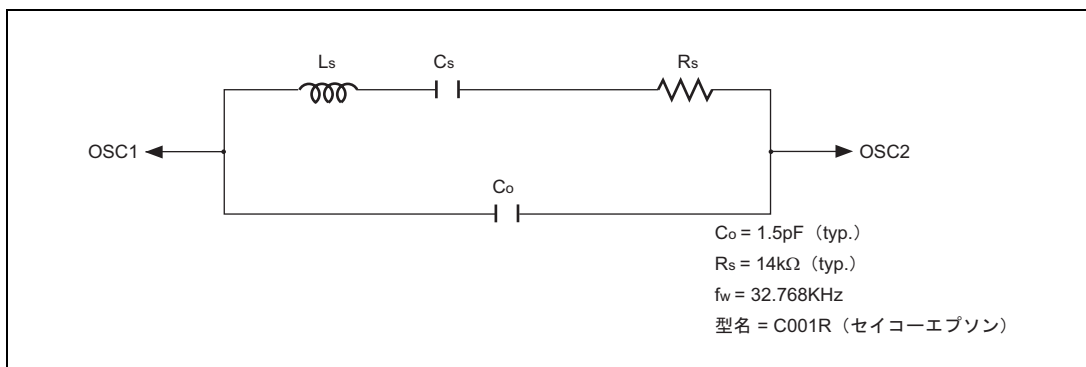 Ls
Cs
Rs
OSC1
OSC2
Co
Co = 1.5pF（typ.）
Rs = 14kΩ（typ.）
fw = 32.768KHz
型名 = C001R（セイコーエプソン）